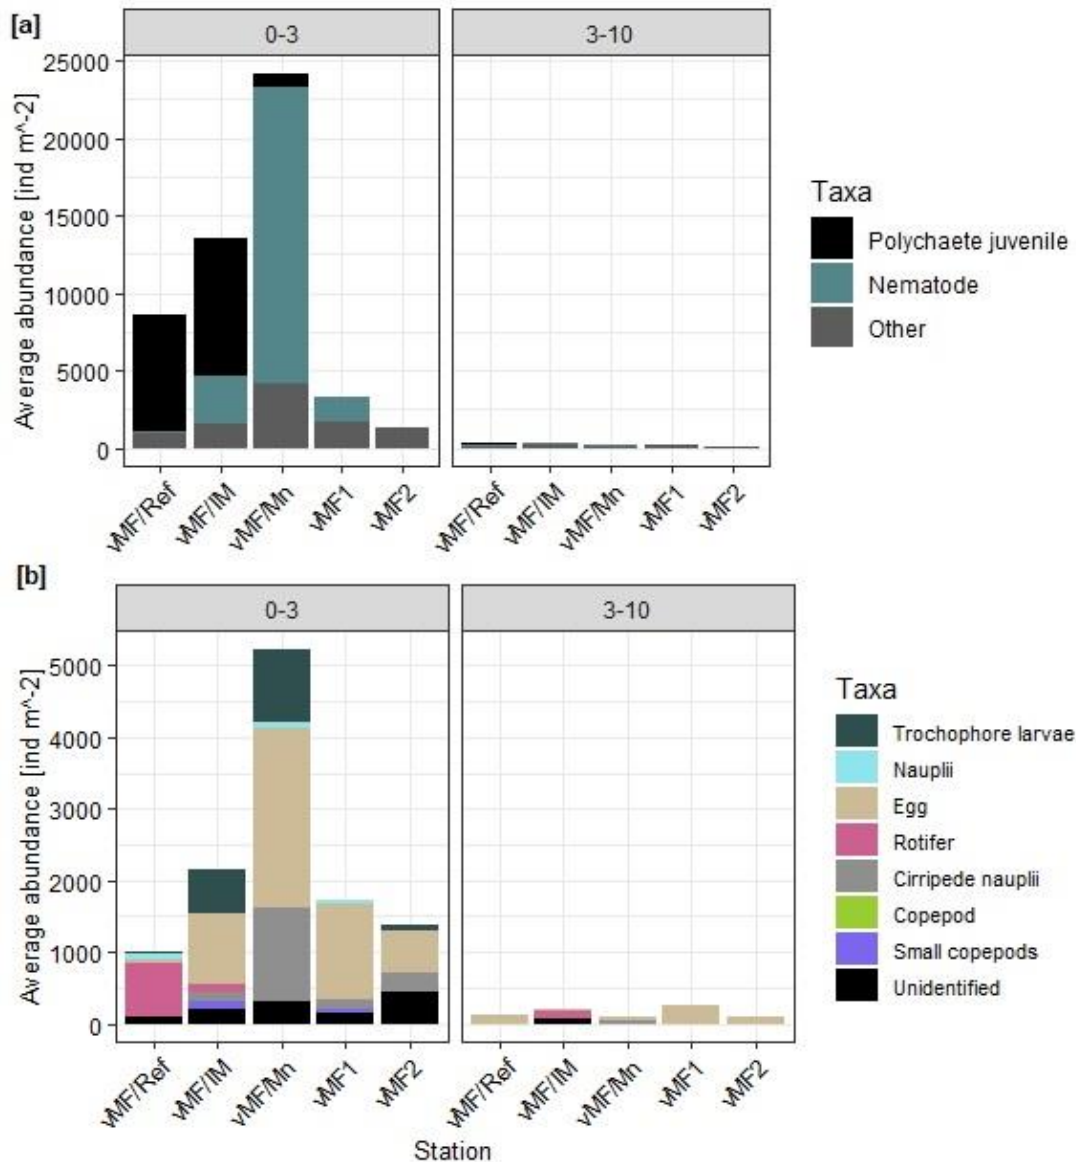 [a]
0-3
3-10
Average abundance [ind m^-2]
25000
20000
15000
10000
5000
0
vMF/Ref
vMF/IM
vMF/Mn
vMF1
vMF2
vMF/Ref
vMF/IM
vMF/Mn
vMF1
vMF2
Taxa
Polychaete juvenile
Nematode
Other
[b]
0-3
3-10
Average abundance [ind m^-2]
5000
4000
3000
2000
1000
0
vMF/Ref
vMF/IM
vMF/Mn
vMF1
vMF2
vMF/Ref
vMF/IM
vMF/Mn
vMF1
vMF2
Station
Taxa
Trochophore larvae
Nauplii
Egg
Rotifer
Cirripede nauplii
Copepod
Small copepods
Unidentified